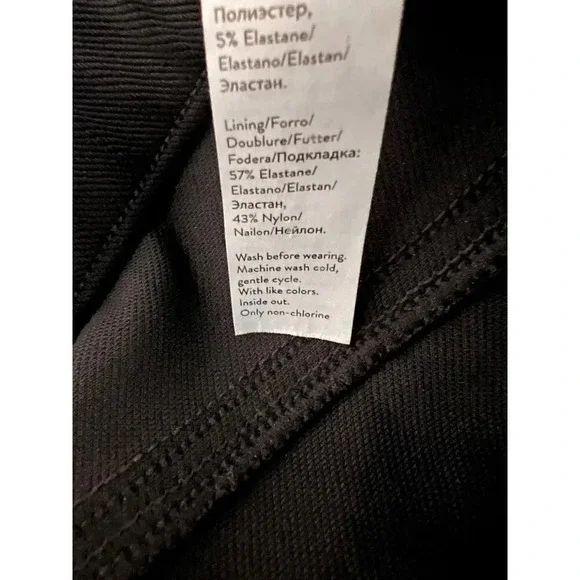 Полиэстер,
5% Elastane/
Elastano/Elastan/
Эластан.
Lining/Forro/
Doublure/Futter/
Fodera/Подкладка:
57% Elastane/
Elastano/Elastan/
Эластан,
43% Nylon/
Nailon/Нейлон.
Wash before wearing.
Machine wash cold,
gentle cycle.
With like colors.
Inside out.
Only non-chlorine